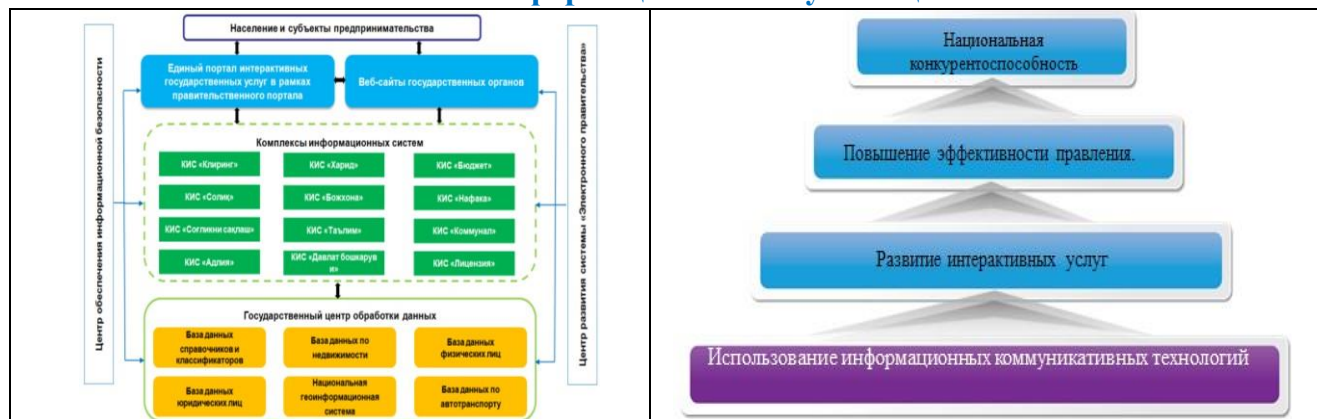 Население и субъекты предпринимательства
Единый портал интерактивных
государственных услуг в рамках
правительственного портала
Веб-сайты государственных органов
Центр обеспечения информационной безопасности
Комплексы информационных систем
КИС «Клиринг»
КИС «Харид»
КИС «Бюджет»
КИС «Солиқ»
КИС «Божхона»
КИС «Нафака»
КИС «Согликни сақлаш»
КИС «Таълим»
КИС «Коммунал»
КИС «Адлия»
КИС «Давлат бошкарув
и»
КИС «Лицензия»
Государственный центр обработки данных
База данных
справочников и
классификаторов
База данных по
недвижимости
База данных
физических лиц
База данных
юридических лиц
Национальная
геоинформационная
система
База данных по
автотранспорту
Центр развития системы «Электронного правительства»
Национальная
конкурентоспособность
Повышение эффективности правления.
Развитие интерактивных услуг
Использование информационных коммуникативных технологий